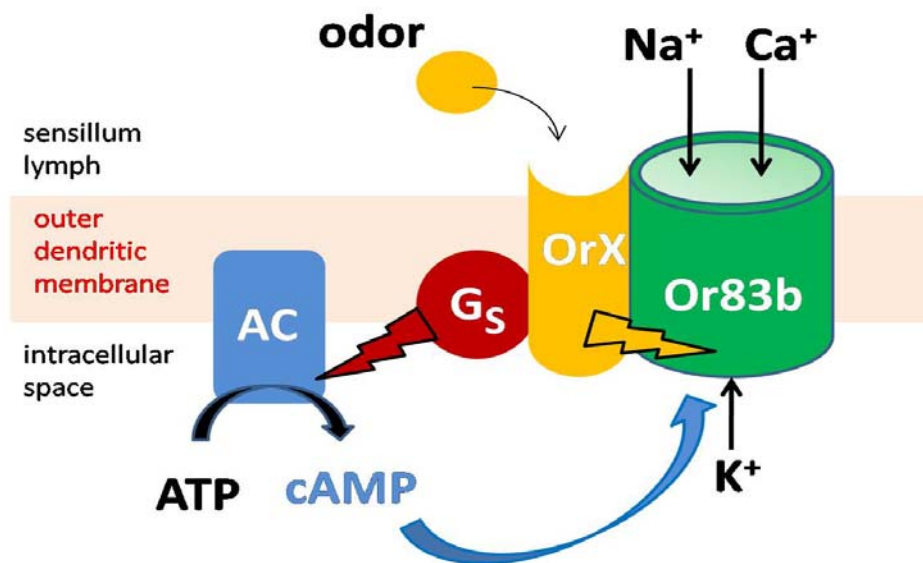 odor
Na⁺ Ca⁺
sensillum
lymph
outer
dendritic
membrane
OrX
Or83b
Gs
AC
intracellular
space
K⁺
ATP cAMP